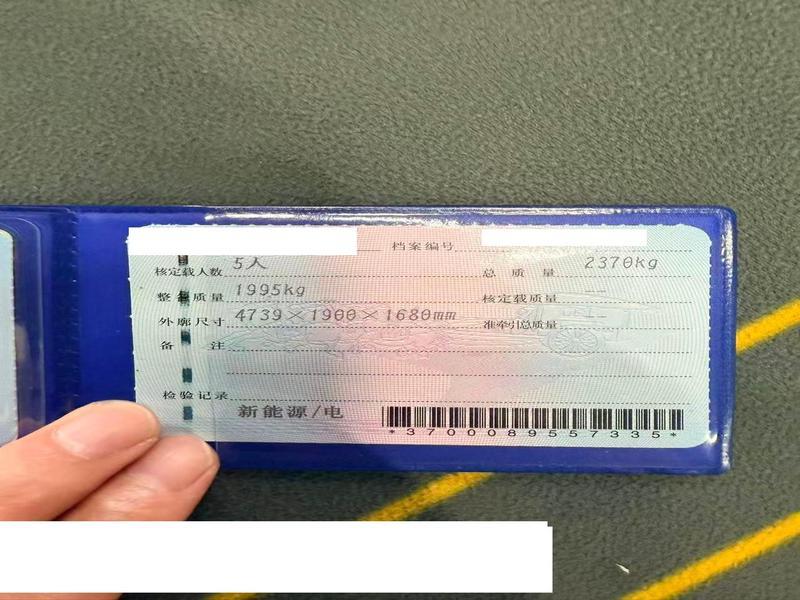 档案编号
核定载人数 5人 总质量 2370kg
整备质量 1995kg 核定载质量 --
外廓尺寸 4739×1900×1680mm 准牵引总质量 --
备注
检验记录
新能源/电
*3700089557335*